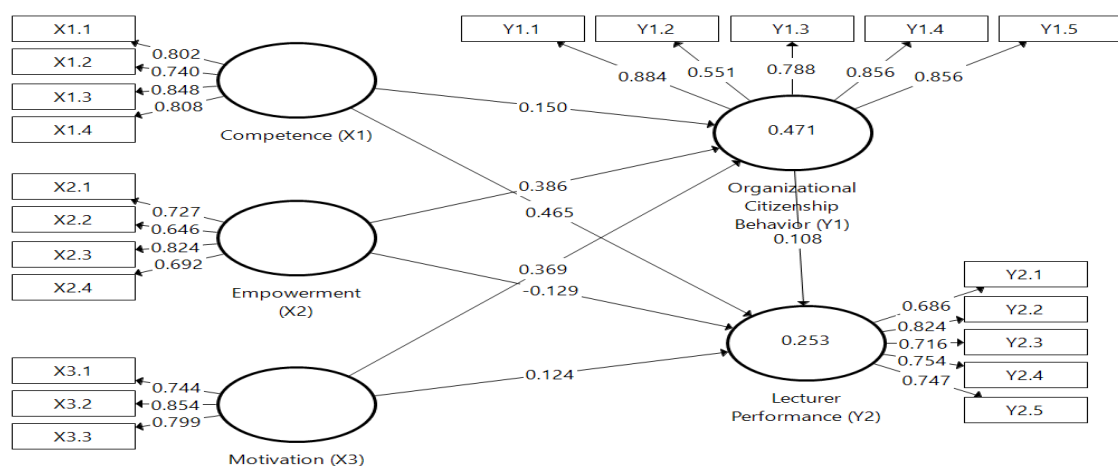 X1.1
X1.2
X1.3
X1.4
0.802
0.740
0.848
0.808
Competence (X1)
X2.1
X2.2
X2.3
X2.4
0.727
0.646
0.824
0.692
Empowerment
(X2)
X3.1
X3.2
X3.3
0.744
0.854
0.799
Motivation (X3)
0.150
0.386
0.465
0.369
-0.129
0.124
Y1.1
Y1.2
Y1.3
Y1.4
Y1.5
0.884
0.551
0.788
0.856
0.856
0.471
Organizational
Citizenship
Behavior (Y1)
0.108
0.253
Lecturer
Performance (Y2)
0.686
0.824
0.716
0.754
0.747
Y2.1
Y2.2
Y2.3
Y2.4
Y2.5